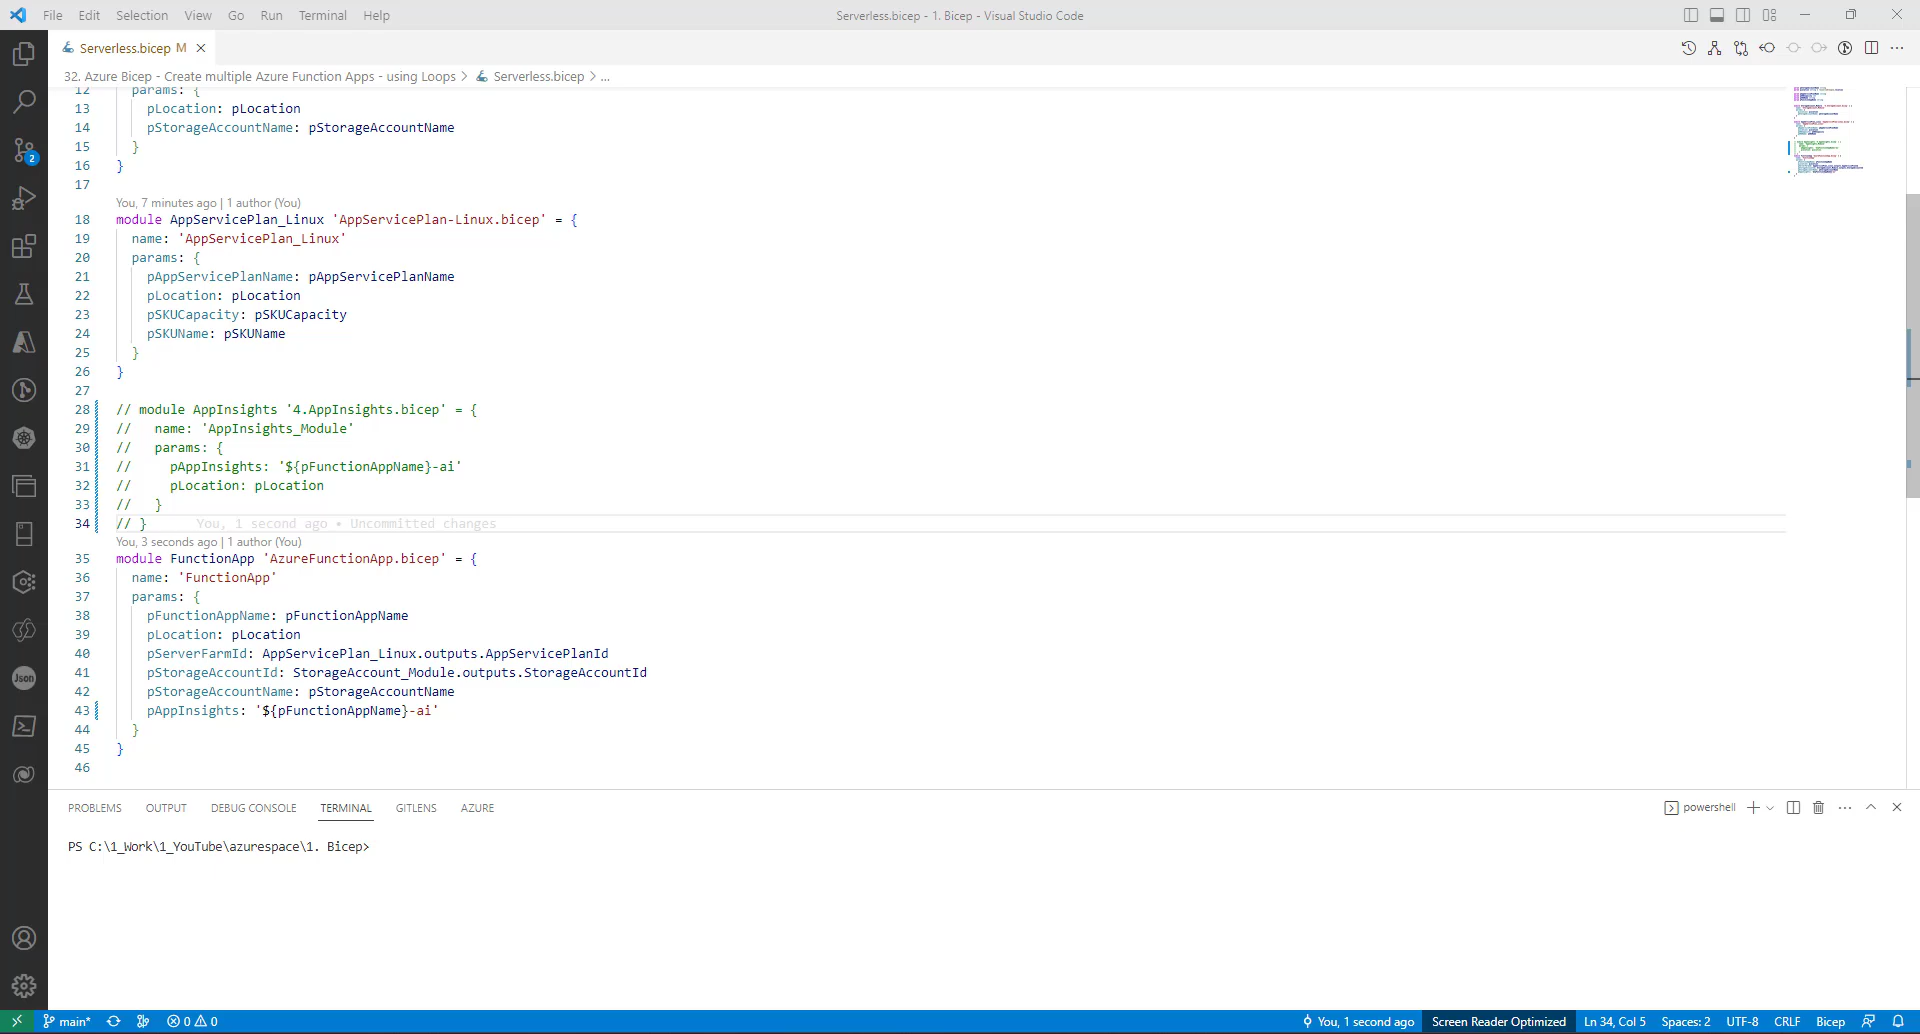 File Edit Selection View Go Run Terminal Help
Serverless.bicep - 1. Bicep - Visual Studio Code
Serverless.bicep M
32. Azure Bicep - Create multiple Azure Function Apps - using Loops > Serverless.bicep > ...
12 params: {
13 pLocation: pLocation
14 pStorageAccountName: pStorageAccountName
15 }
16 }
17
You, 7 minutes ago | 1 author (You)
18 module AppServicePlan_Linux 'AppServicePlan-Linux.bicep' = {
19 name: 'AppServicePlan_Linux'
20 params: {
21 pAppServicePlanName: pAppServicePlanName
22 pLocation: pLocation
23 pSKUCapacity: pSKUCapacity
24 pSKUName: pSKUName
25 }
26 }
27
28 // module AppInsights '4.AppInsights.bicep' = {
29 // name: 'AppInsights_Module'
30 // params: {
31 // pAppInsights: '${pFunctionAppName}-ai'
32 // pLocation: pLocation
33 // }
34 // } You, 1 second ago • Uncommitted changes
You, 3 seconds ago | 1 author (You)
35 module FunctionApp 'AzureFunctionApp.bicep' = {
36 name: 'FunctionApp'
37 params: {
38 pFunctionAppName: pFunctionAppName
39 pLocation: pLocation
40 pServerFarmId: AppServicePlan_Linux.outputs.AppServicePlanId
41 pStorageAccountId: StorageAccount_Module.outputs.StorageAccountId
42 pStorageAccountName: pStorageAccountName
43 pAppInsights: '${pFunctionAppName}-ai'
44 }
45 }
46
2
Json
PROBLEMS OUTPUT DEBUG CONSOLE TERMINAL GITLENS AZURE
powershell
PS C:\1_Work\1_YouTube\azurespace\1. Bicep>
main* 0 0 You, 1 second ago Screen Reader Optimized Ln 34, Col 5 Spaces: 2 UTF-8 CRLF Bicep